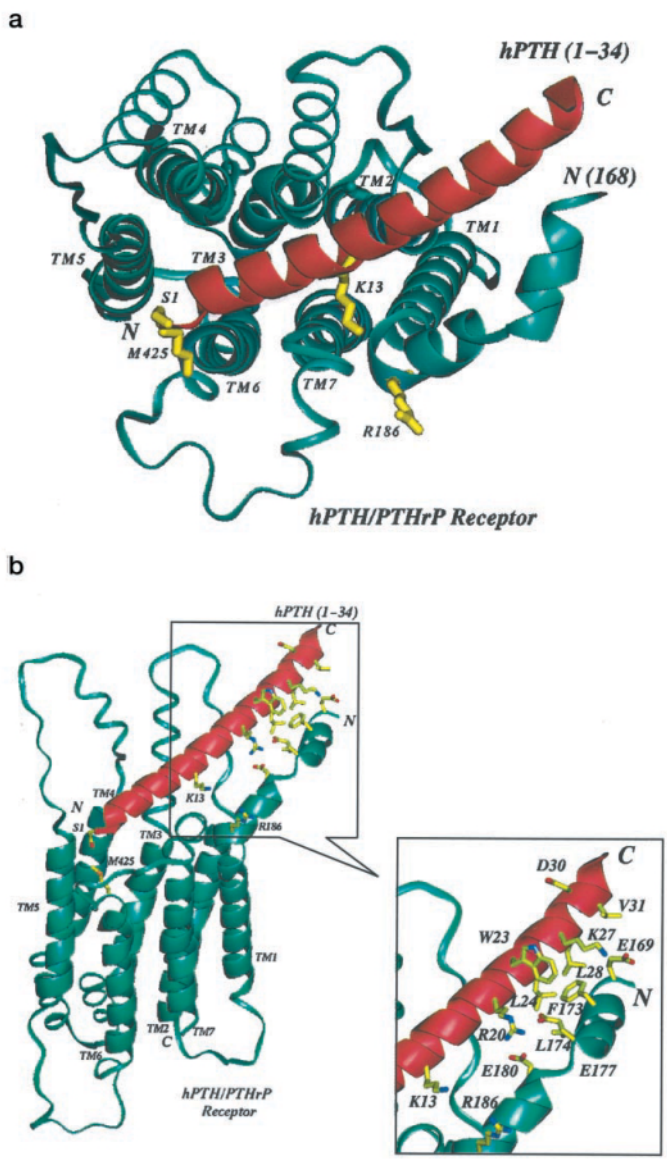 a
hPTH (1-34)
C
N (168)
TM4
TM2
TM1
TM3
TM5
K13
S1
N
M425
TM6
TM7
R186
hPTH/PTHrP Receptor
b
hPTH (1-34)
C
N
TM4
N
K13
S1
TM3
R186
M425
TM5
TM1
TM2
C
TM7
TM6
hPTH/PTHrP
Receptor
C
D30
V31
W23
K27
E169
L28
N
L24
F173
R20
L174
E180
E177
K13
R186